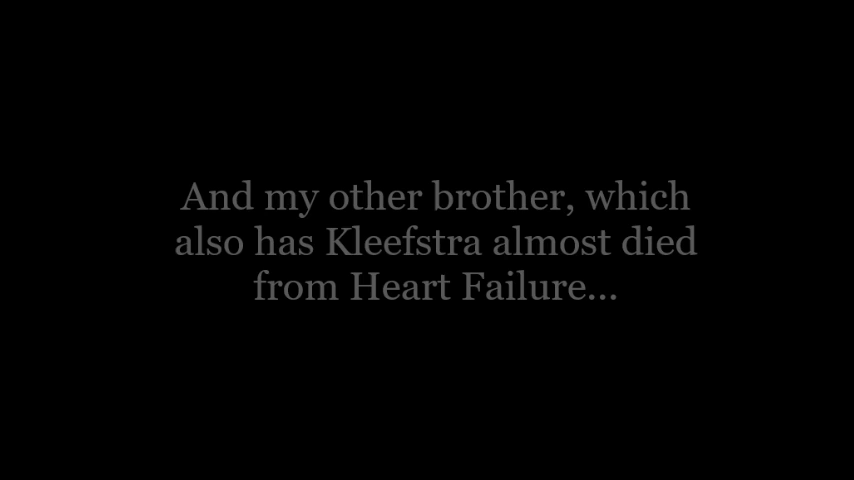 And my other brother, which
also has Kleefstra almost died
from Heart Failure...